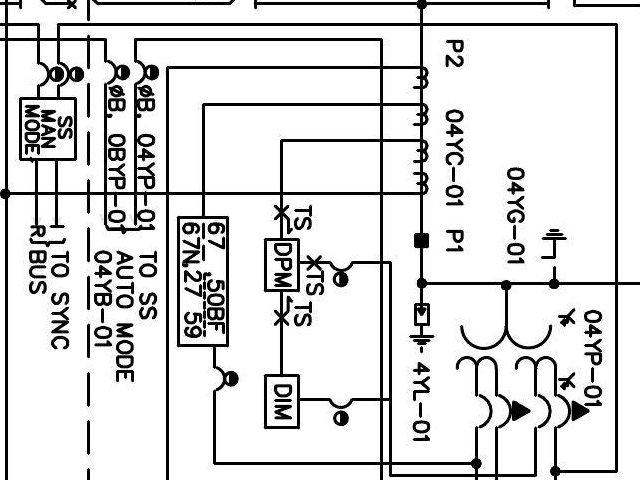 P2
04YC-01
P1
04YG-01
04YP-01
4YL-01
øB, 04YP-01
øB, 0BYP-01
TO SS
AUTO MODE
04YB-01
SS
MAN
MODE
I
R
TO SYNC
BUS
67 50BF
67N 27 59
TS
DPM
TS
TS
DIM
Y
Y